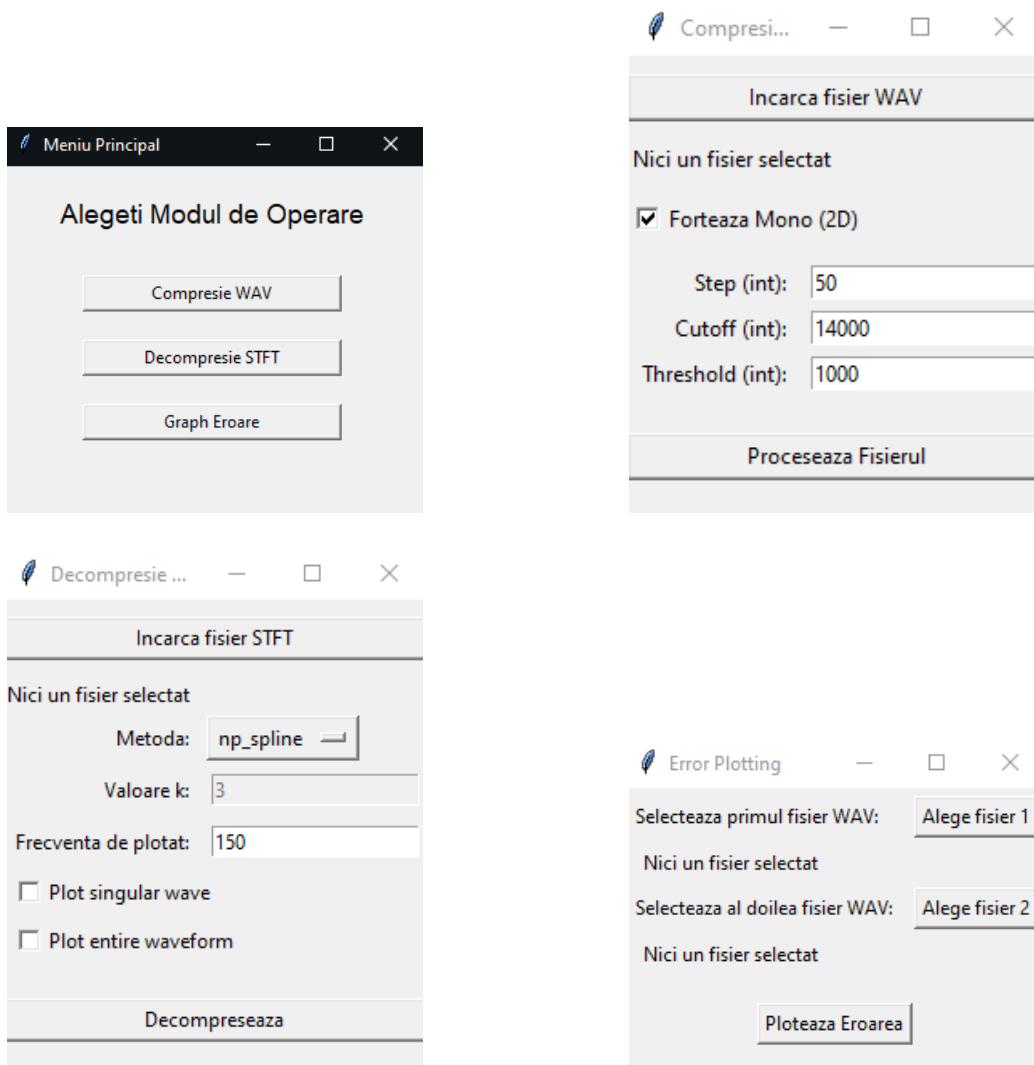 Meniu Principal
Alegeti Modul de Operare
Compresie WAV
Decompresie STFT
Graph Eroare
Compresi...
Incarca fisier WAV
Nici un fisier selectat
Forteaza Mono (2D)
Step (int): 50
Cutoff (int): 14000
Threshold (int): 1000
Proceseaza Fisierul
Decompresie ...
Incarca fisier STFT
Nici un fisier selectat
Metoda: np_spline
Valoare k: 3
Frecventa de plotat: 150
Plot singular wave
Plot entire waveform
Decompreseaza
Error Plotting
Selecteaza primul fisier WAV: Alege fisier 1
Nici un fisier selectat
Selecteaza al doilea fisier WAV: Alege fisier 2
Nici un fisier selectat
Ploteaza Eroarea